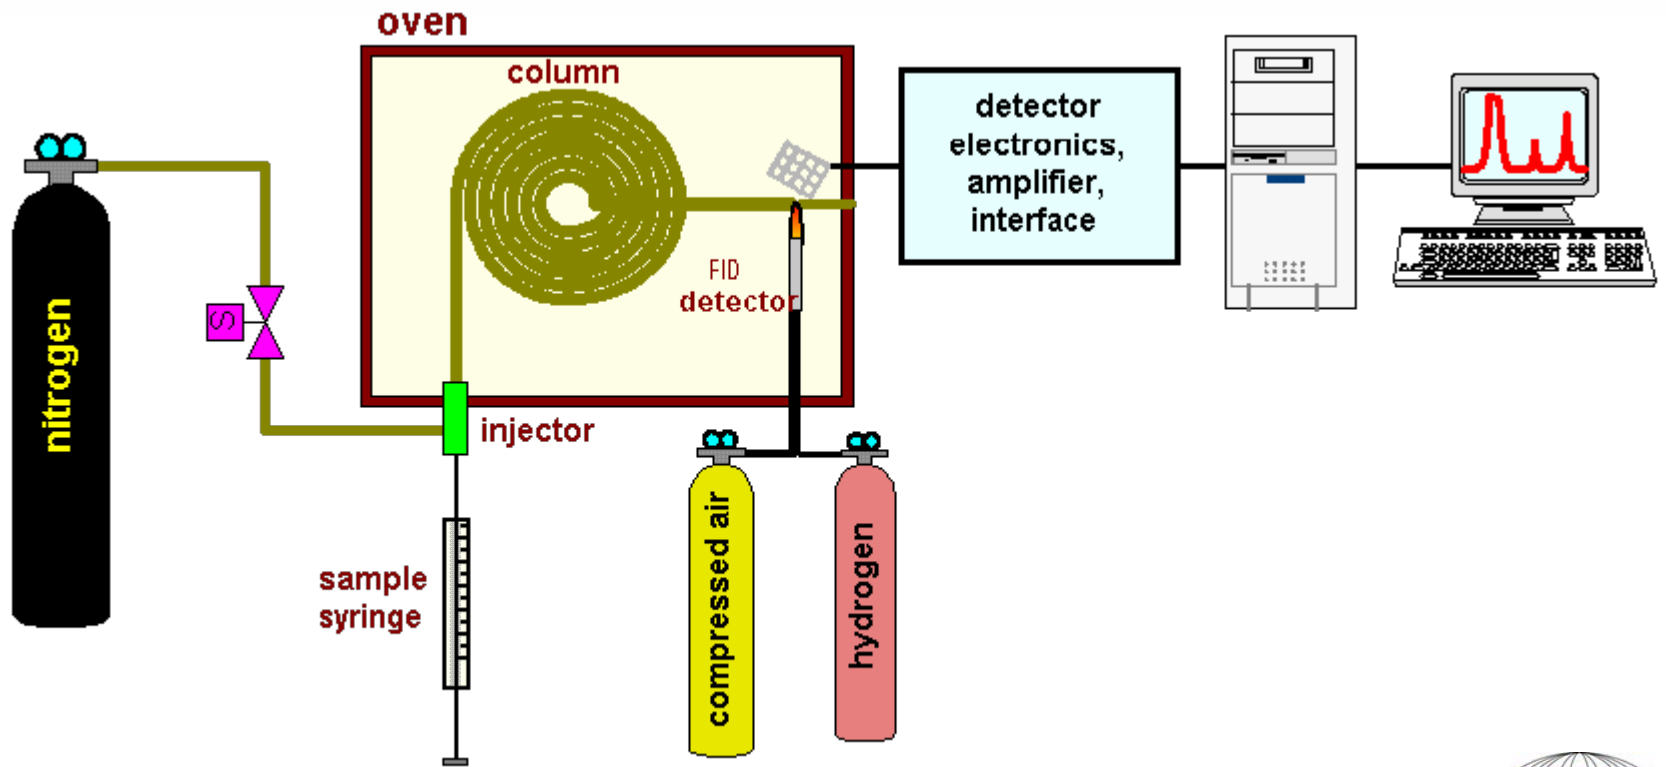 oven
column
detector
electronics,
amplifier,
interface
FID
detector
nitrogen
S
injector
sample
syringe
compressed air
hydrogen